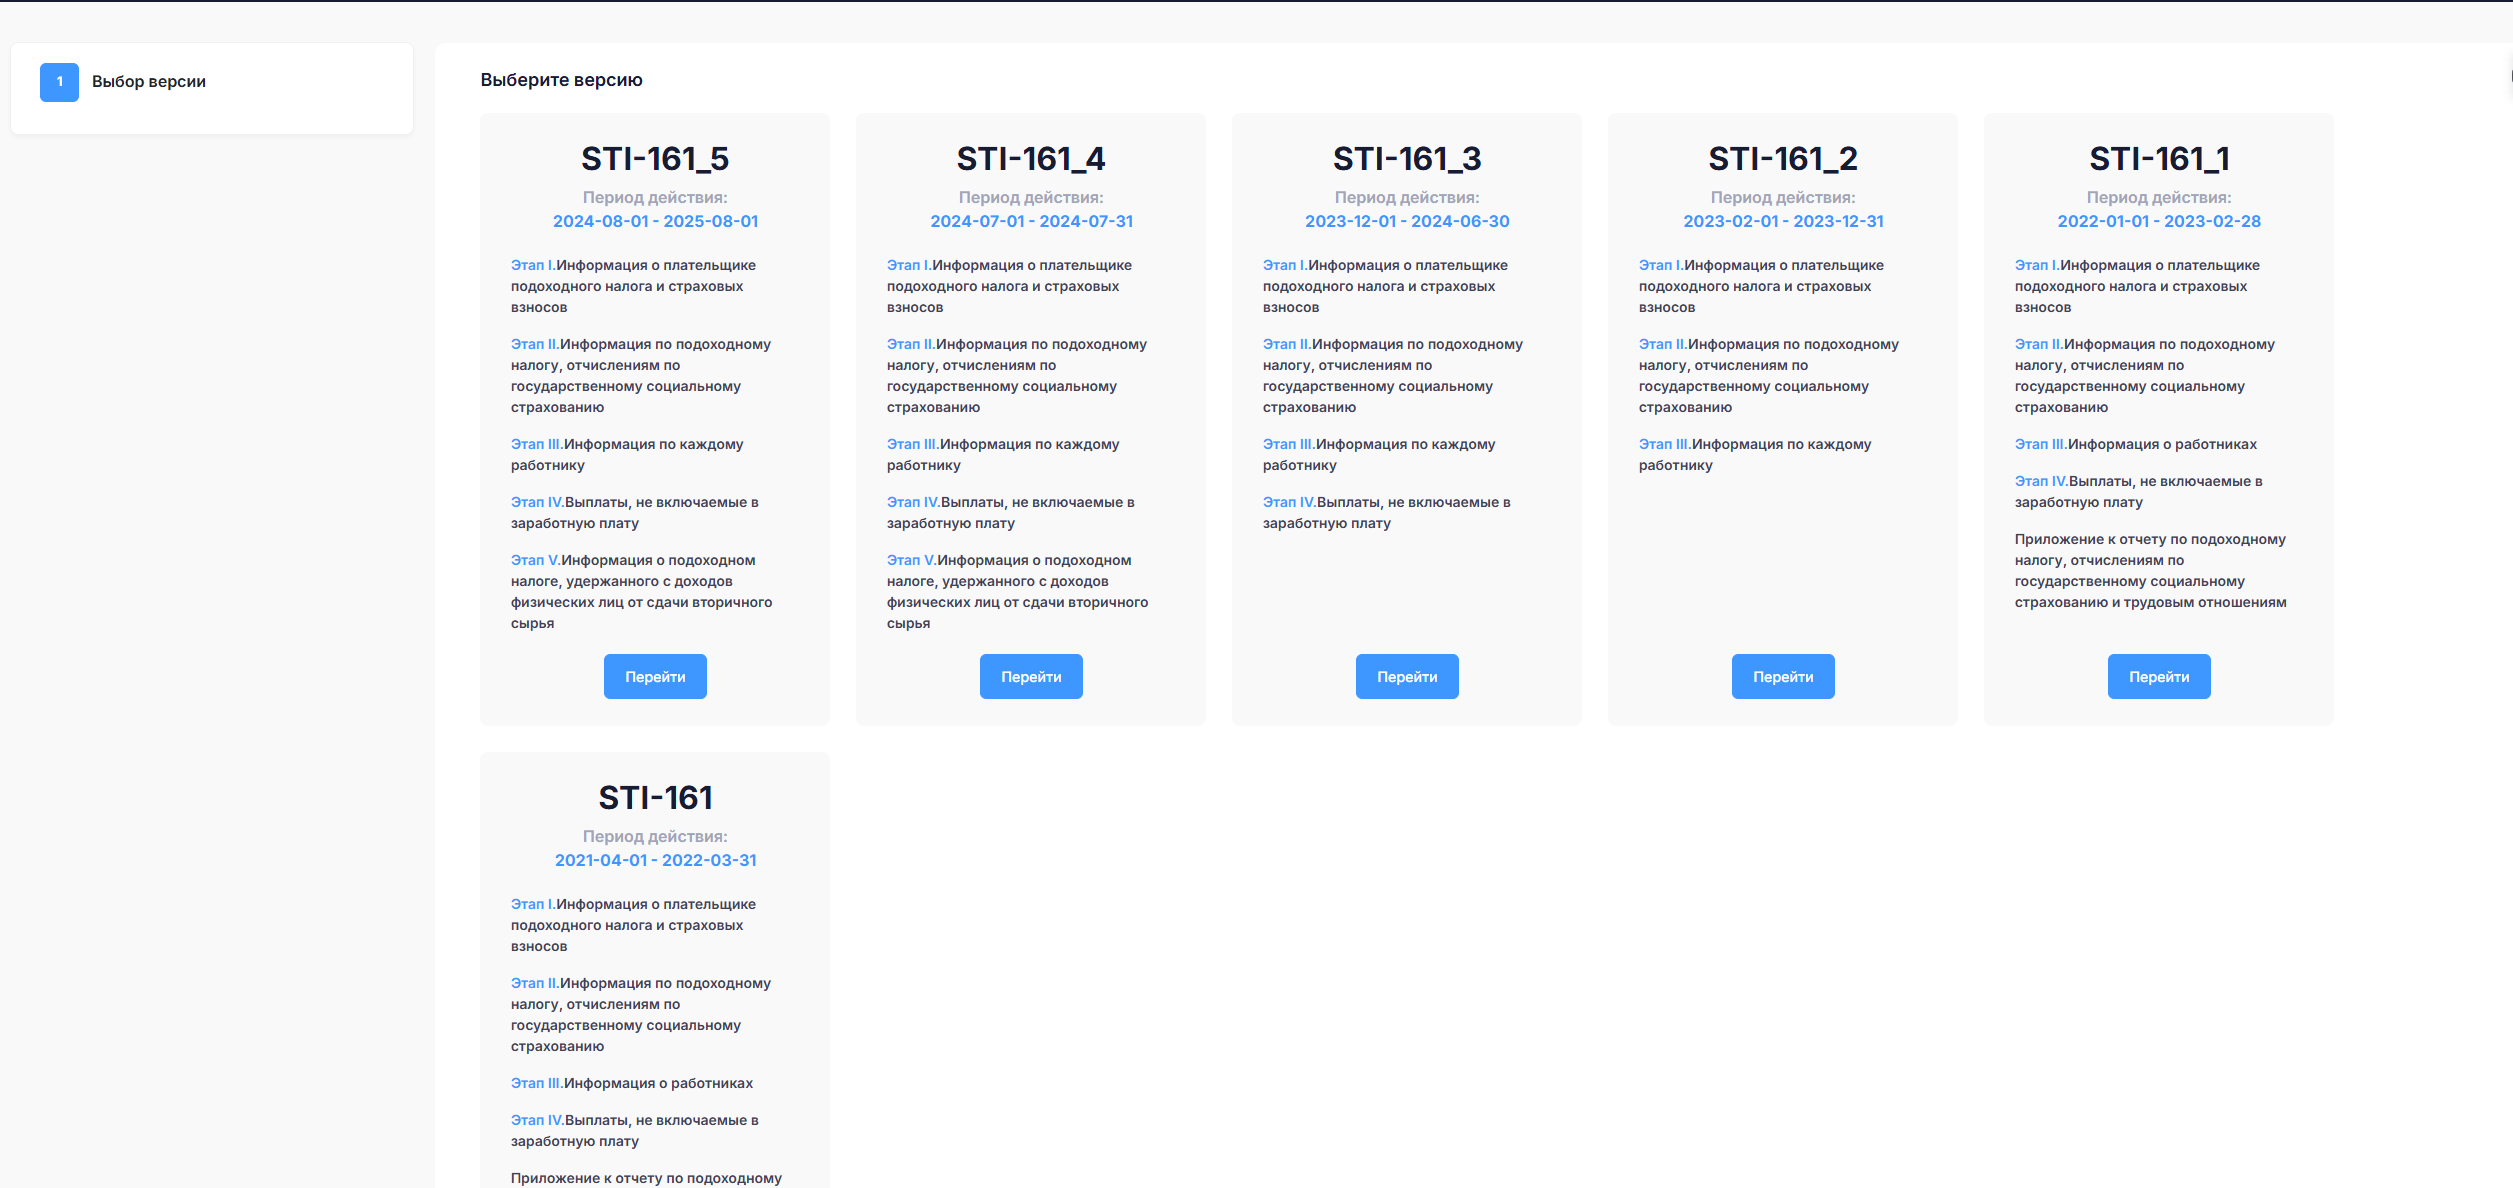 1 Выбор версии
Выберите версию
STI-161_5
Период действия:
2024-08-01 - 2025-08-01
Этап I.Информация о плательщике
подоходного налога и страховых
взносов
Этап II.Информация по подоходному
налогу, отчислениям по
государственному социальному
страхованию
Этап III.Информация по каждому
работнику
Этап IV.Выплаты, не включаемые в
заработную плату
Этап V.Информация о подоходном
налоге, удержанного с доходов
физических лиц от сдачи вторичного
сырья
Перейти
STI-161_4
Период действия:
2024-07-01 - 2024-07-31
Этап I.Информация о плательщике
подоходного налога и страховых
взносов
Этап II.Информация по подоходному
налогу, отчислениям по
государственному социальному
страхованию
Этап III.Информация по каждому
работнику
Этап IV.Выплаты, не включаемые в
заработную плату
Этап V.Информация о подоходном
налоге, удержанного с доходов
физических лиц от сдачи вторичного
сырья
Перейти
STI-161_3
Период действия:
2023-12-01 - 2024-06-30
Этап I.Информация о плательщике
подоходного налога и страховых
взносов
Этап II.Информация по подоходному
налогу, отчислениям по
государственному социальному
страхованию
Этап III.Информация по каждому
работнику
Этап IV.Выплаты, не включаемые в
заработную плату
Перейти
STI-161_2
Период действия:
2023-02-01 - 2023-12-31
Этап I.Информация о плательщике
подоходного налога и страховых
взносов
Этап II.Информация по подоходному
налогу, отчислениям по
государственному социальному
страхованию
Этап III.Информация по каждому
работнику
Перейти
STI-161_1
Период действия:
2022-01-01 - 2023-02-28
Этап I.Информация о плательщике
подоходного налога и страховых
взносов
Этап II.Информация по подоходному
налогу, отчислениям по
государственному социальному
страхованию
Этап III.Информация о работниках
Этап IV.Выплаты, не включаемые в
заработную плату
Приложение к отчету по подоходному
налогу, отчислениям по
государственному социальному
страхованию и трудовым отношениям
Перейти
STI-161
Период действия:
2021-04-01 - 2022-03-31
Этап I.Информация о плательщике
подоходного налога и страховых
взносов
Этап II.Информация по подоходному
налогу, отчислениям по
государственному социальному
страхованию
Этап III.Информация о работниках
Этап IV.Выплаты, не включаемые в
заработную плату
Приложение к отчету по подоходному